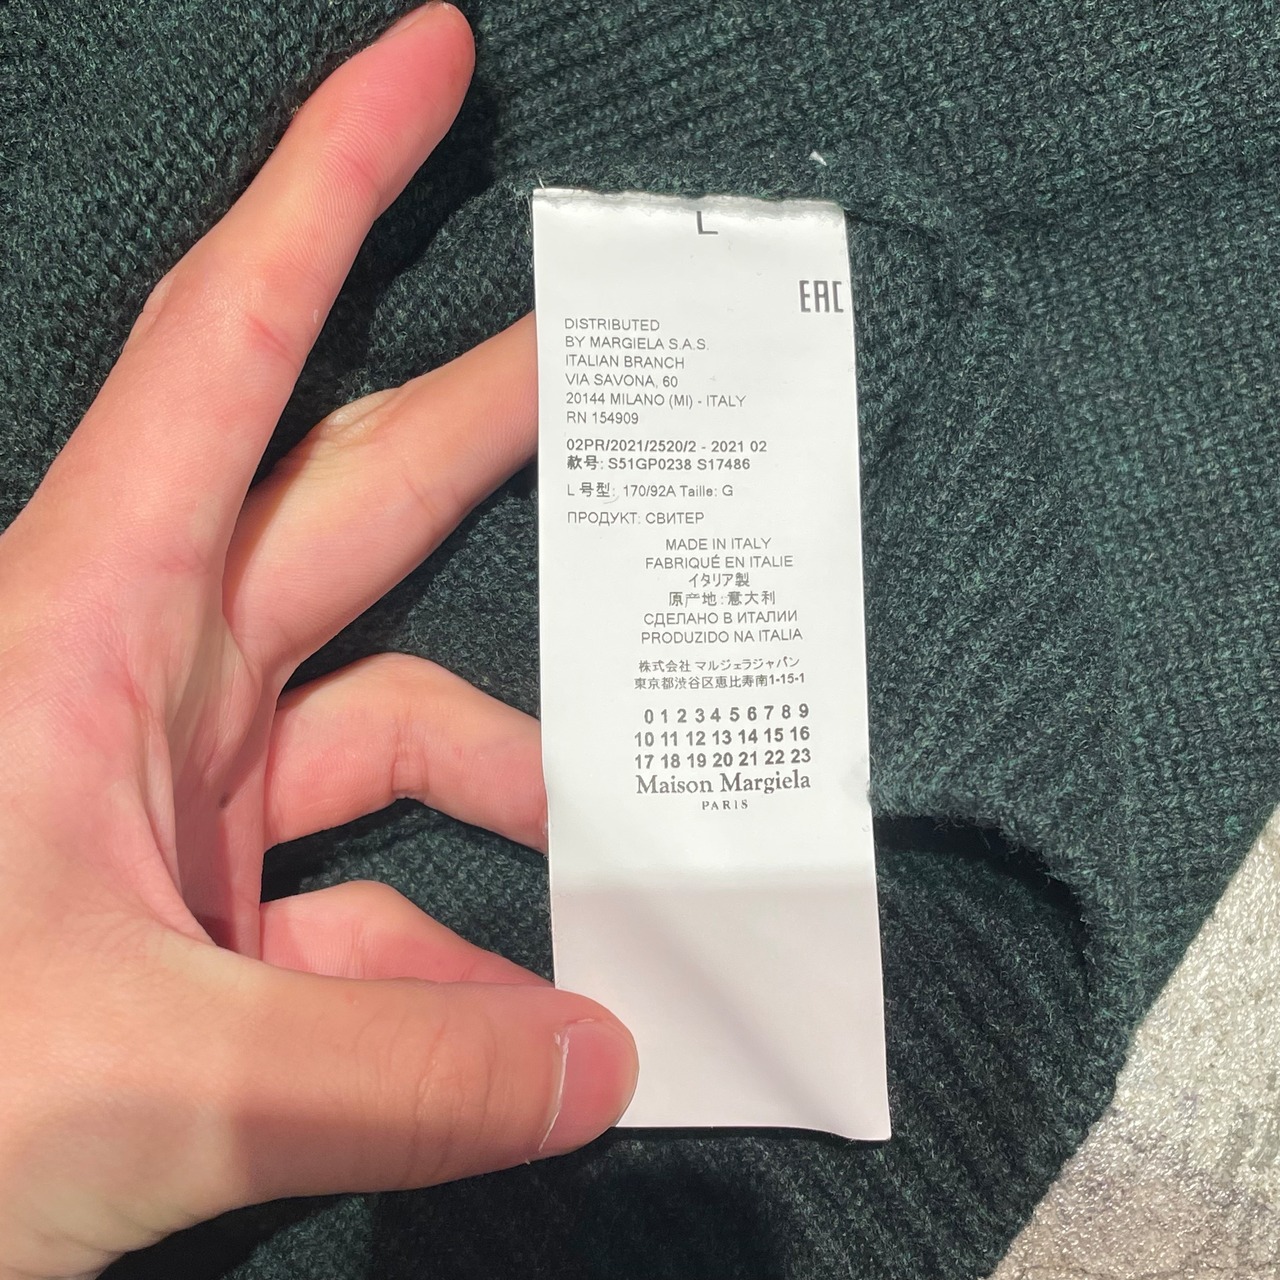 L
EAC
DISTRIBUTED
BY MARGIELA S.A.S.
ITALIAN BRANCH
VIA SAVONA, 60
20144 MILANO (MI) - ITALY
RN 154909
02PR/2021/2520/2 - 2021 02
款号: S51GP0238 S17486
L 号型: 170/92A Taille: G
ПРОДУКТ: СВИТЕР
MADE IN ITALY
FABRIQUÉ EN ITALIE
イタリア製
原产地:意大利
СДЕЛАНО В ИТАЛИИ
PRODUZIDO NA ITALIA
株式会社 マルジェラジャパン
東京都渋谷区恵比寿南1-15-1
0 1 2 3 4 5 6 7 8 9
10 11 12 13 14 15 16
17 18 19 20 21 22 23
Maison Margiela
PARIS